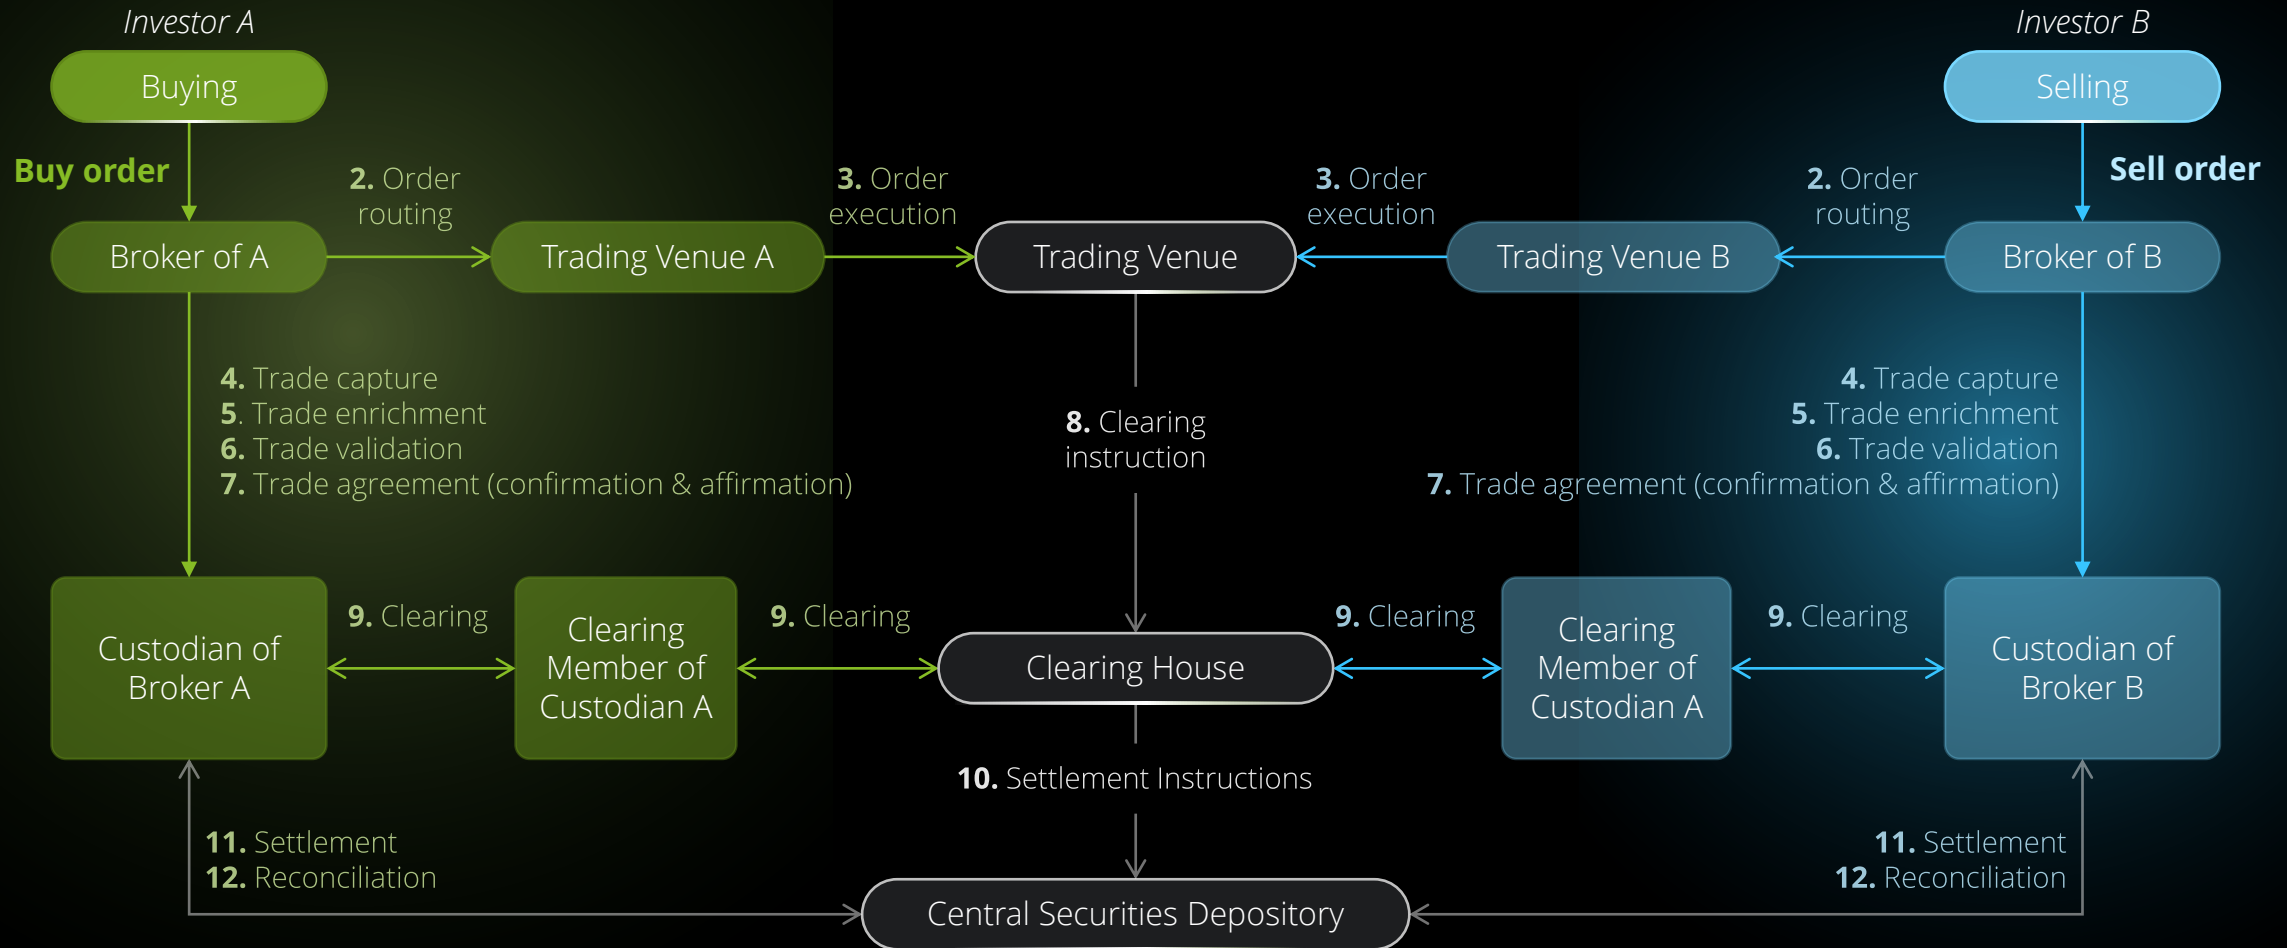 Investor A
Investor B
Buying
Selling
Buy order
Sell order
2. Order
routing
3. Order
execution
3. Order
execution
2. Order
routing
Broker of A
Trading Venue A
Trading Venue
Trading Venue B
Broker of B
4. Trade capture
5. Trade enrichment
6. Trade validation
7. Trade agreement (confirmation & affirmation)
8. Clearing
instruction
4. Trade capture
5. Trade enrichment
6. Trade validation
7. Trade agreement (confirmation & affirmation)
Custodian of
Broker A
9. Clearing
Clearing
Member of
Custodian A
9. Clearing
Clearing House
9. Clearing
Clearing
Member of
Custodian A
9. Clearing
Custodian of
Broker B
10. Settlement Instructions
11. Settlement
12. Reconciliation
11. Settlement
12. Reconciliation
Central Securities Depository